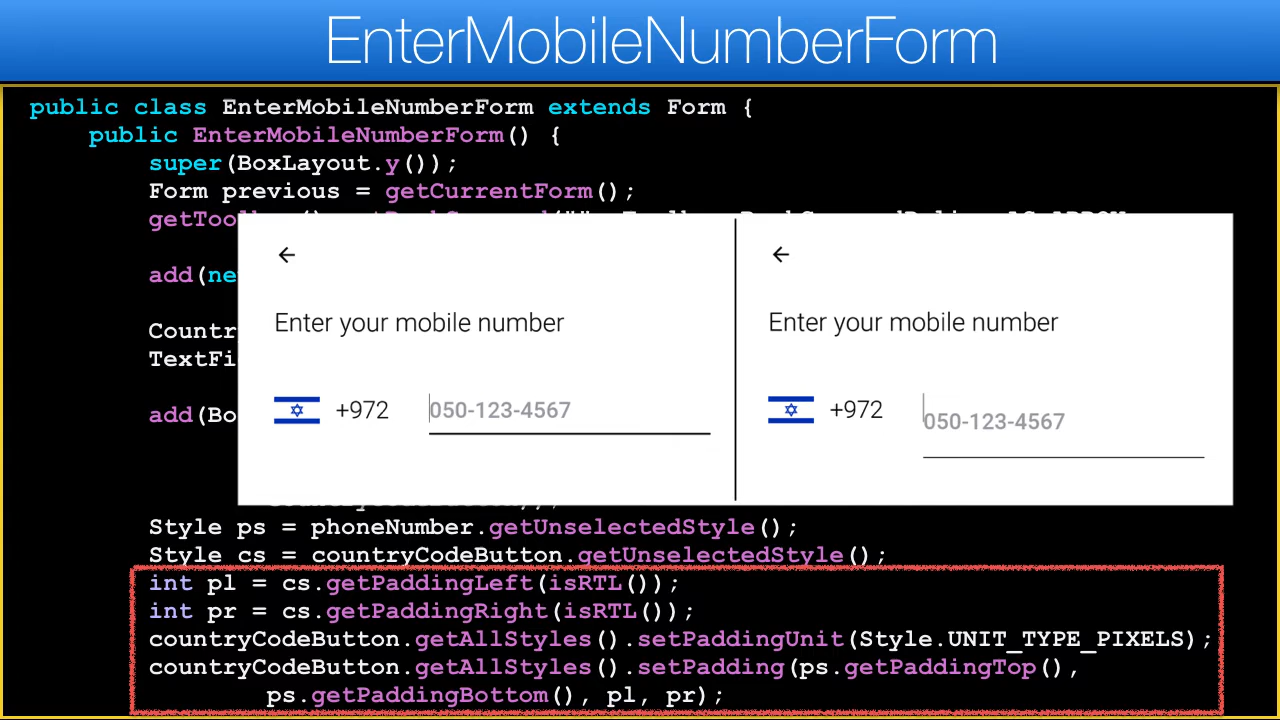 EnterMobileNumberForm
public class EnterMobileNumberForm extends Form {
public EnterMobileNumberForm() {
super(BoxLayout.y());
Form previous = getCurrentForm();
getToo
add(ne
Countr
TextFi
add(Bo
Enter your mobile number
+972 050-123-4567
Enter your mobile number
+972 050-123-4567
Style ps = phoneNumber.getUnselectedStyle();
Style cs = countryCodeButton.getUnselectedStyle();
int pl = cs.getPaddingLeft(isRTL());
int pr = cs.getPaddingRight(isRTL());
countryCodeButton.getAllStyles().setPaddingUnit(Style.UNIT_TYPE_PIXELS);
countryCodeButton.getAllStyles().setPadding(ps.getPaddingTop(),
ps.getPaddingBottom(), pl, pr);